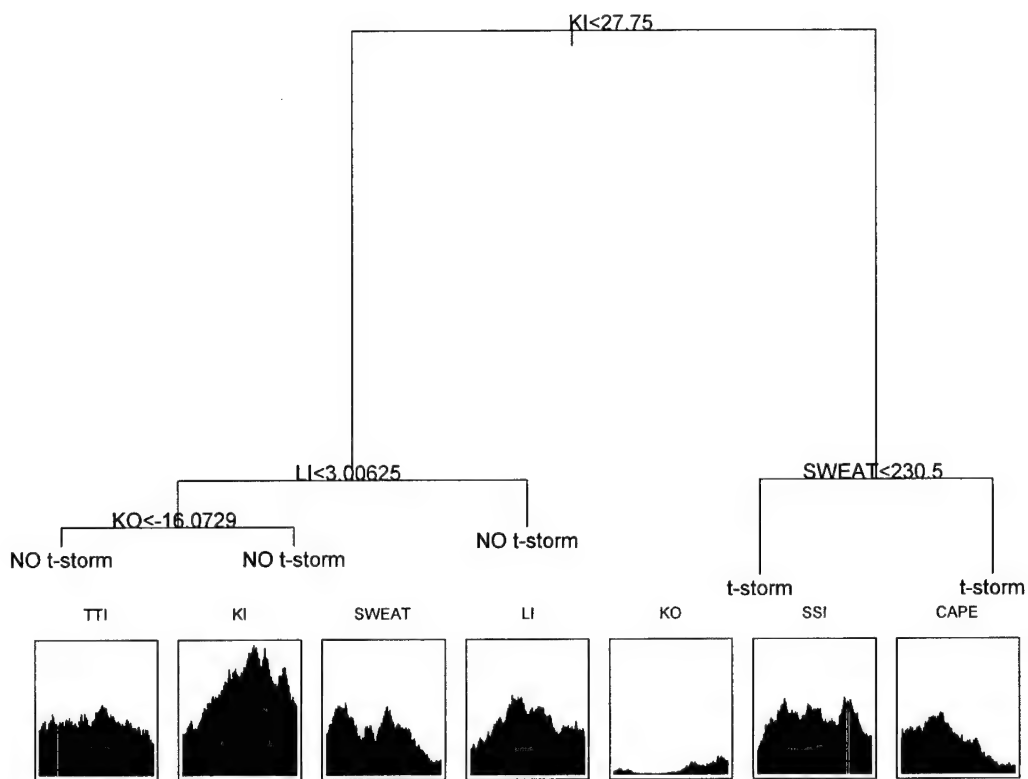 KI<27.75
LI<3.00625
SWEAT<230.5
KO<-16.0729
NO t-storm
NO t-storm
NO t-storm
t-storm
t-storm
TTI
KI
SWEAT
LI
KO
SSI
CAPE